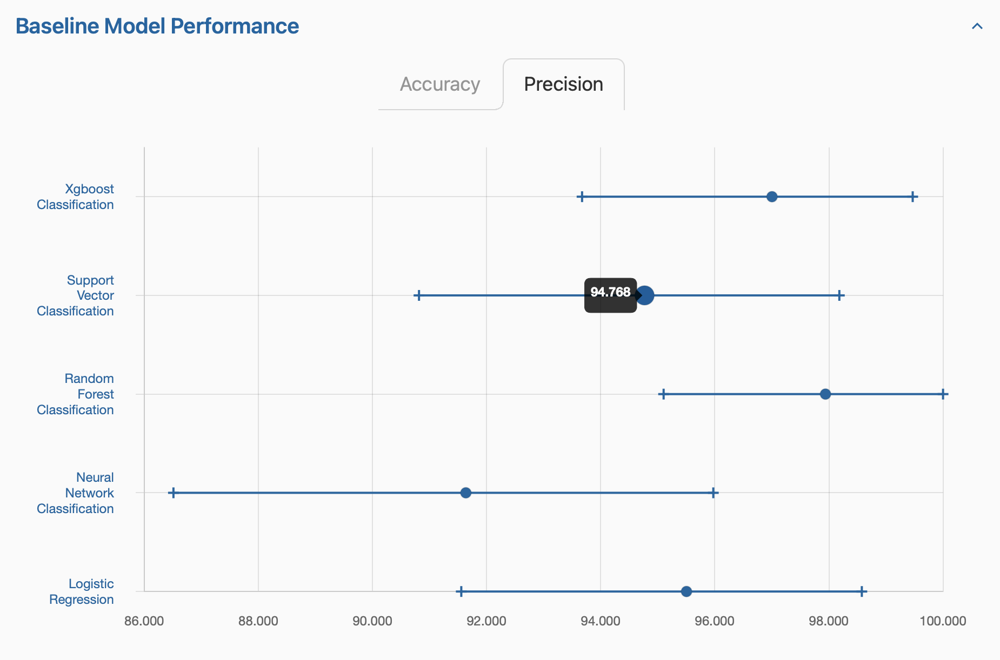 Baseline Model Performance
Accuracy
Precision
Xgboost
Classification
Support
Vector
Classification
94.768
Random
Forest
Classification
Neural
Network
Classification
Logistic
Regression
86.000 88.000 90.000 92.000 94.000 96.000 98.000 100.000